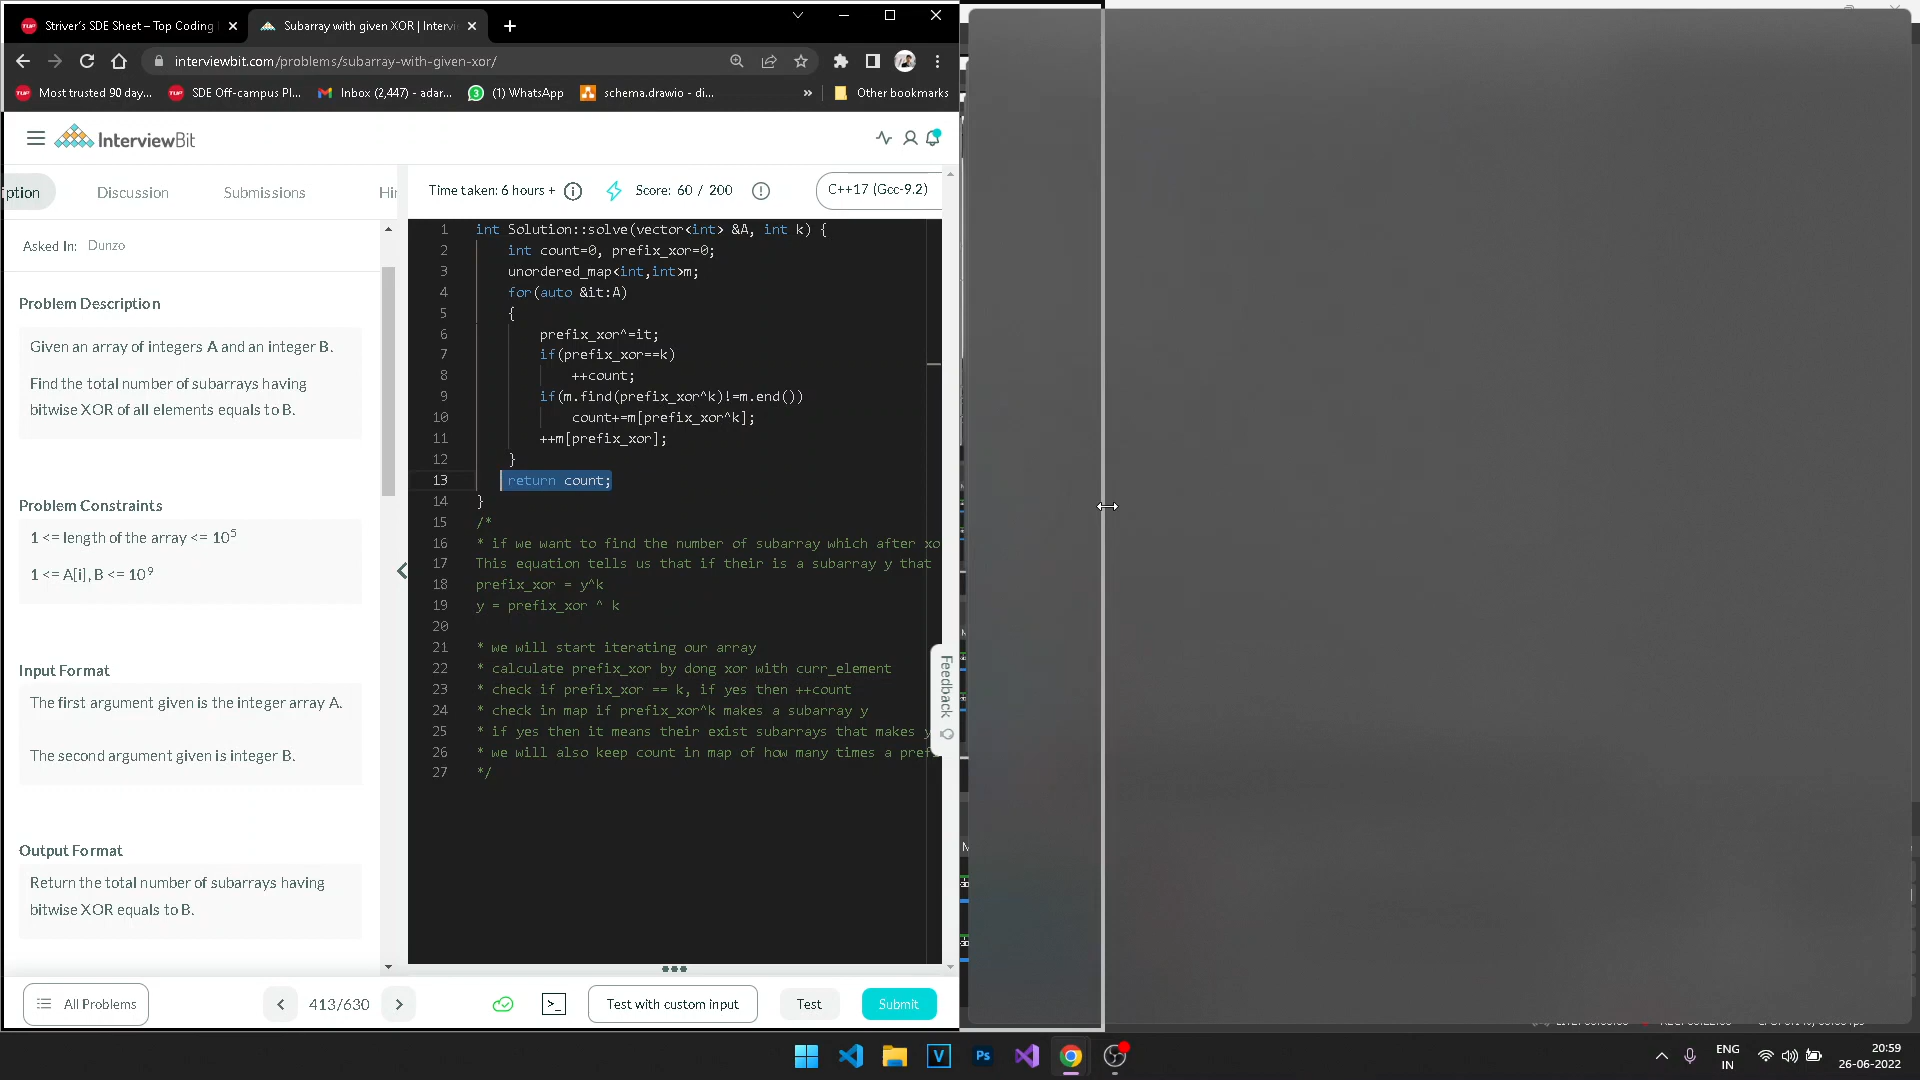 Striver's SDE Sheet – Top Coding
Subarray with given XOR | Intervi
interviewbit.com/problems/subarray-with-given-xor/
Most trusted 90 day...
SDE Off-campus Pl...
Inbox (2,447) - adar...
(1) WhatsApp
schema.drawio - di...
»
Other bookmarks
InterviewBit
ption
Discussion
Submissions
Hin
Time taken: 6 hours +
Score: 60 / 200
C++17 (Gcc-9.2)
Asked In: Dunzo
Problem Description
Given an array of integers A and an integer B.
Find the total number of subarrays having
bitwise XOR of all elements equals to B.
Problem Constraints
1 <= length of the array <= 10⁵
1 <= A[i], B <= 10⁹
Input Format
The first argument given is the integer array A.
The second argument given is integer B.
Output Format
Return the total number of subarrays having
bitwise XOR equals to B.
1 int Solution::solve(vector<int> &A, int k) {
2 int count=0, prefix_xor=0;
3 unordered_map<int,int>m;
4 for(auto &it:A)
5 {
6 prefix_xor^=it;
7 if(prefix_xor==k)
8 ++count;
9 if(m.find(prefix_xor^k)!=m.end())
10 count+=m[prefix_xor^k];
11 ++m[prefix_xor];
12 }
13 return count;
14 }
15 /*
16 * if we want to find the number of subarray which after xo
17 This equation tells us that if their is a subarray y that
18 prefix_xor = y^k
19 y = prefix_xor ^ k
20
21 * we will start iterating our array
22 * calculate prefix_xor by dong xor with curr_element
23 * check if prefix_xor == k, if yes then ++count
24 * check in map if prefix_xor^k makes a subarray y
25 * if yes then it means their exist subarrays that makes y
26 * we will also keep count in map of how many times a pref
27 */
Feedback
All Problems
413/630
Test with custom input
Test
Submit
ENG
IN
20:59
26-06-2022